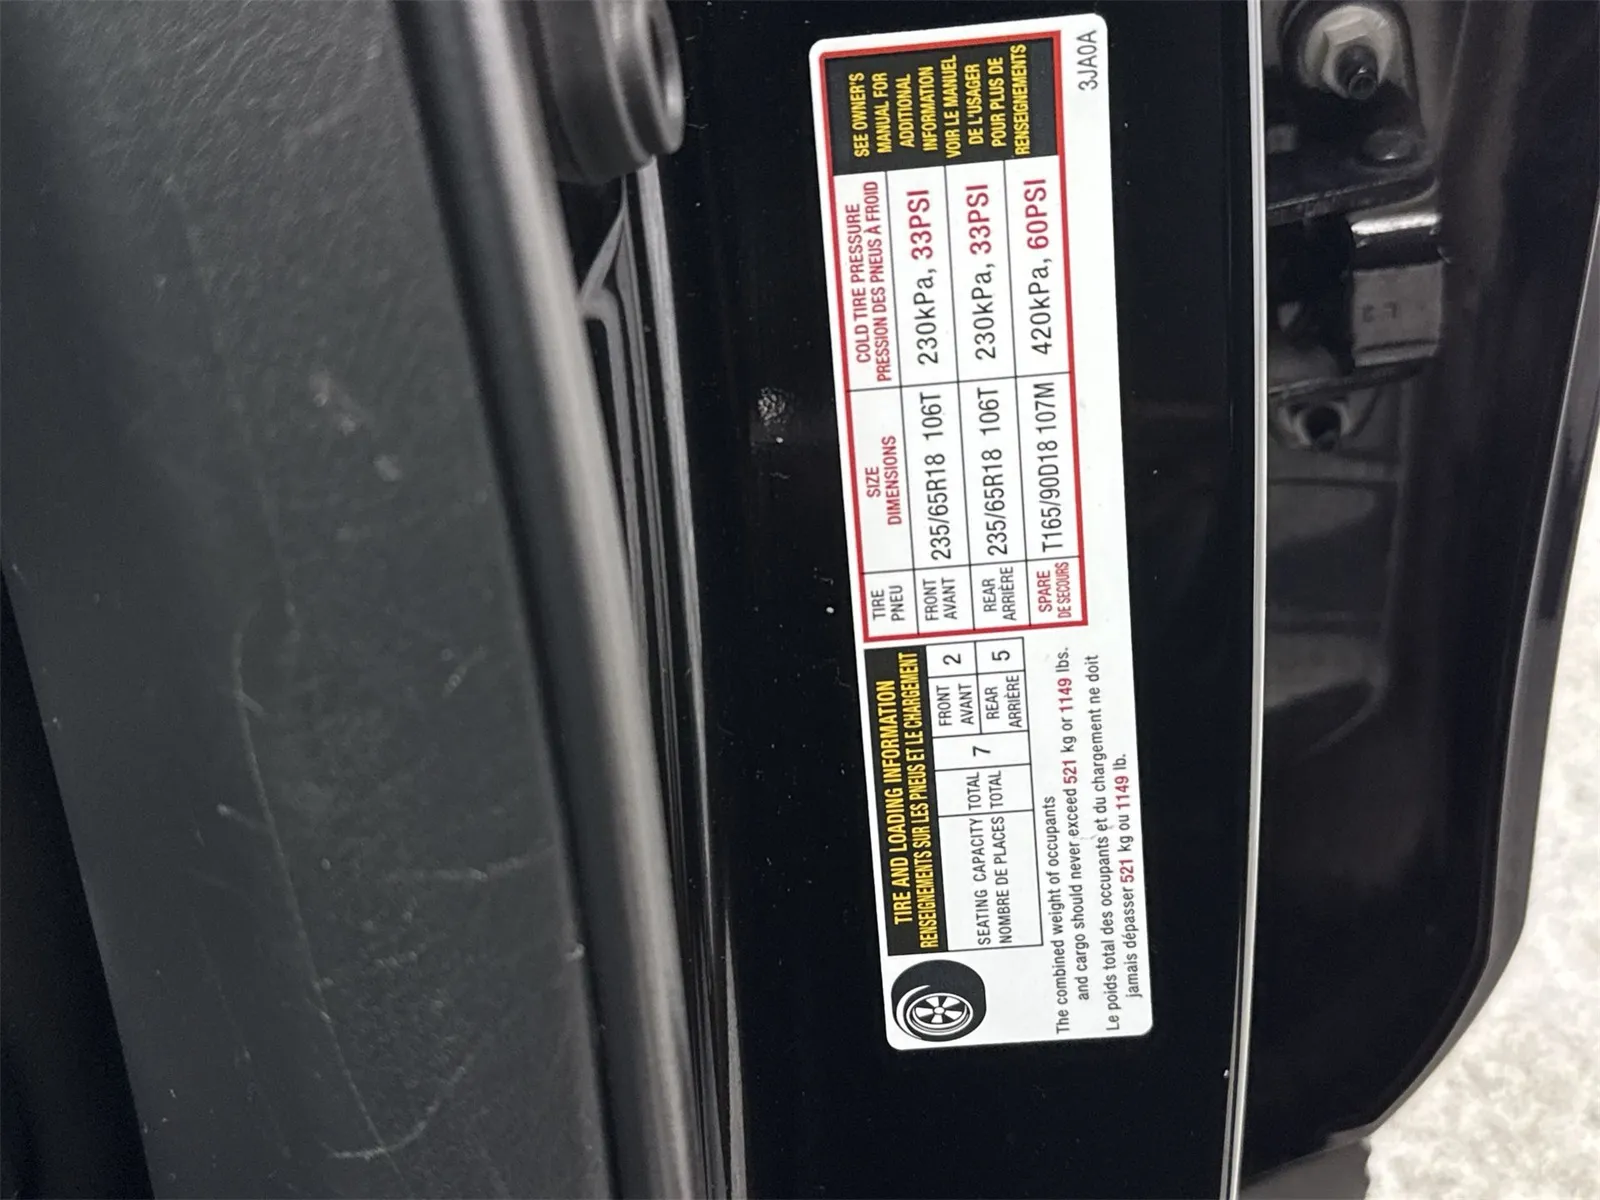 TIRE AND LOADING INFORMATION
RENSEIGNEMENTS SUR LES PNEUS ET LE CHARGEMENT
SEATING CAPACITY
NOMBRE DE PLACES
TOTAL
TOTAL
7
FRONT
AVANT
2
REAR
ARRIÈRE
5
The combined weight of occupants
and cargo should never exceed 521 kg or 1149 lbs.
Le poids total des occupants et du chargement ne doit
jamais dépasser 521 kg ou 1149 lb.
TIRE
PNEU
SIZE
DIMENSIONS
COLD TIRE PRESSURE
PRESSION DES PNEUS À FROID
FRONT
AVANT
235/65R18 106T
230kPa, 33PSI
REAR
ARRIÈRE
235/65R18 106T
230kPa, 33PSI
SPARE
DE SECOURS
T165/90D18 107M
420kPa, 60PSI
SEE OWNER'S
MANUAL FOR
ADDITIONAL
INFORMATION
VOIR LE MANUEL
DE L'USAGER
POUR PLUS DE
RENSEIGNEMENTS
3JA0A